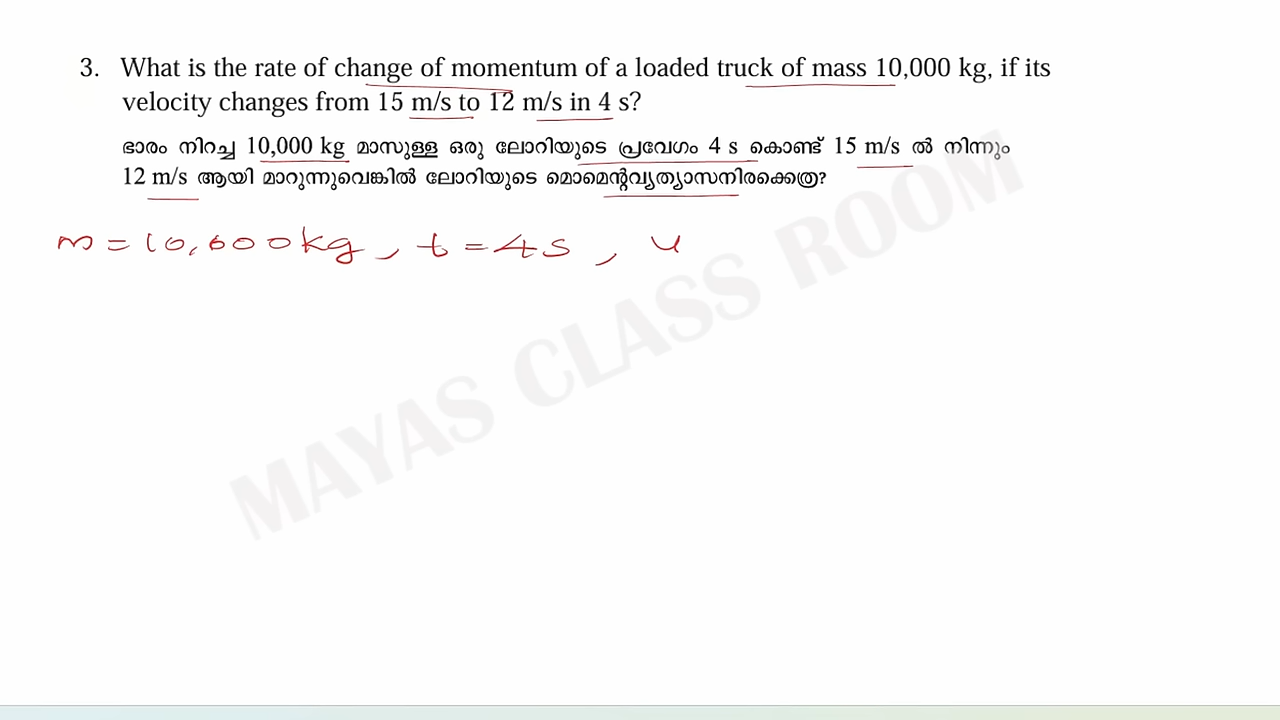 3. What is the rate of change of momentum of a loaded truck of mass 10,000 kg, if its
velocity changes from 15 m/s to 12 m/s in 4 s?
ഭാരം നിറച്ച 10,000 kg മാസുള്ള ഒരു ലോറിയുടെ പ്രവേഗം 4 s കൊണ്ട് 15 m/s ൽ നിന്നും
12 m/s ആയി മാറുന്നുവെങ്കിൽ ലോറിയുടെ മൊമെന്റവ്യത്യാസനിരക്കെത്ര?
m = 10,000kg, t = 4s, u
MAYAS CLASS ROOM